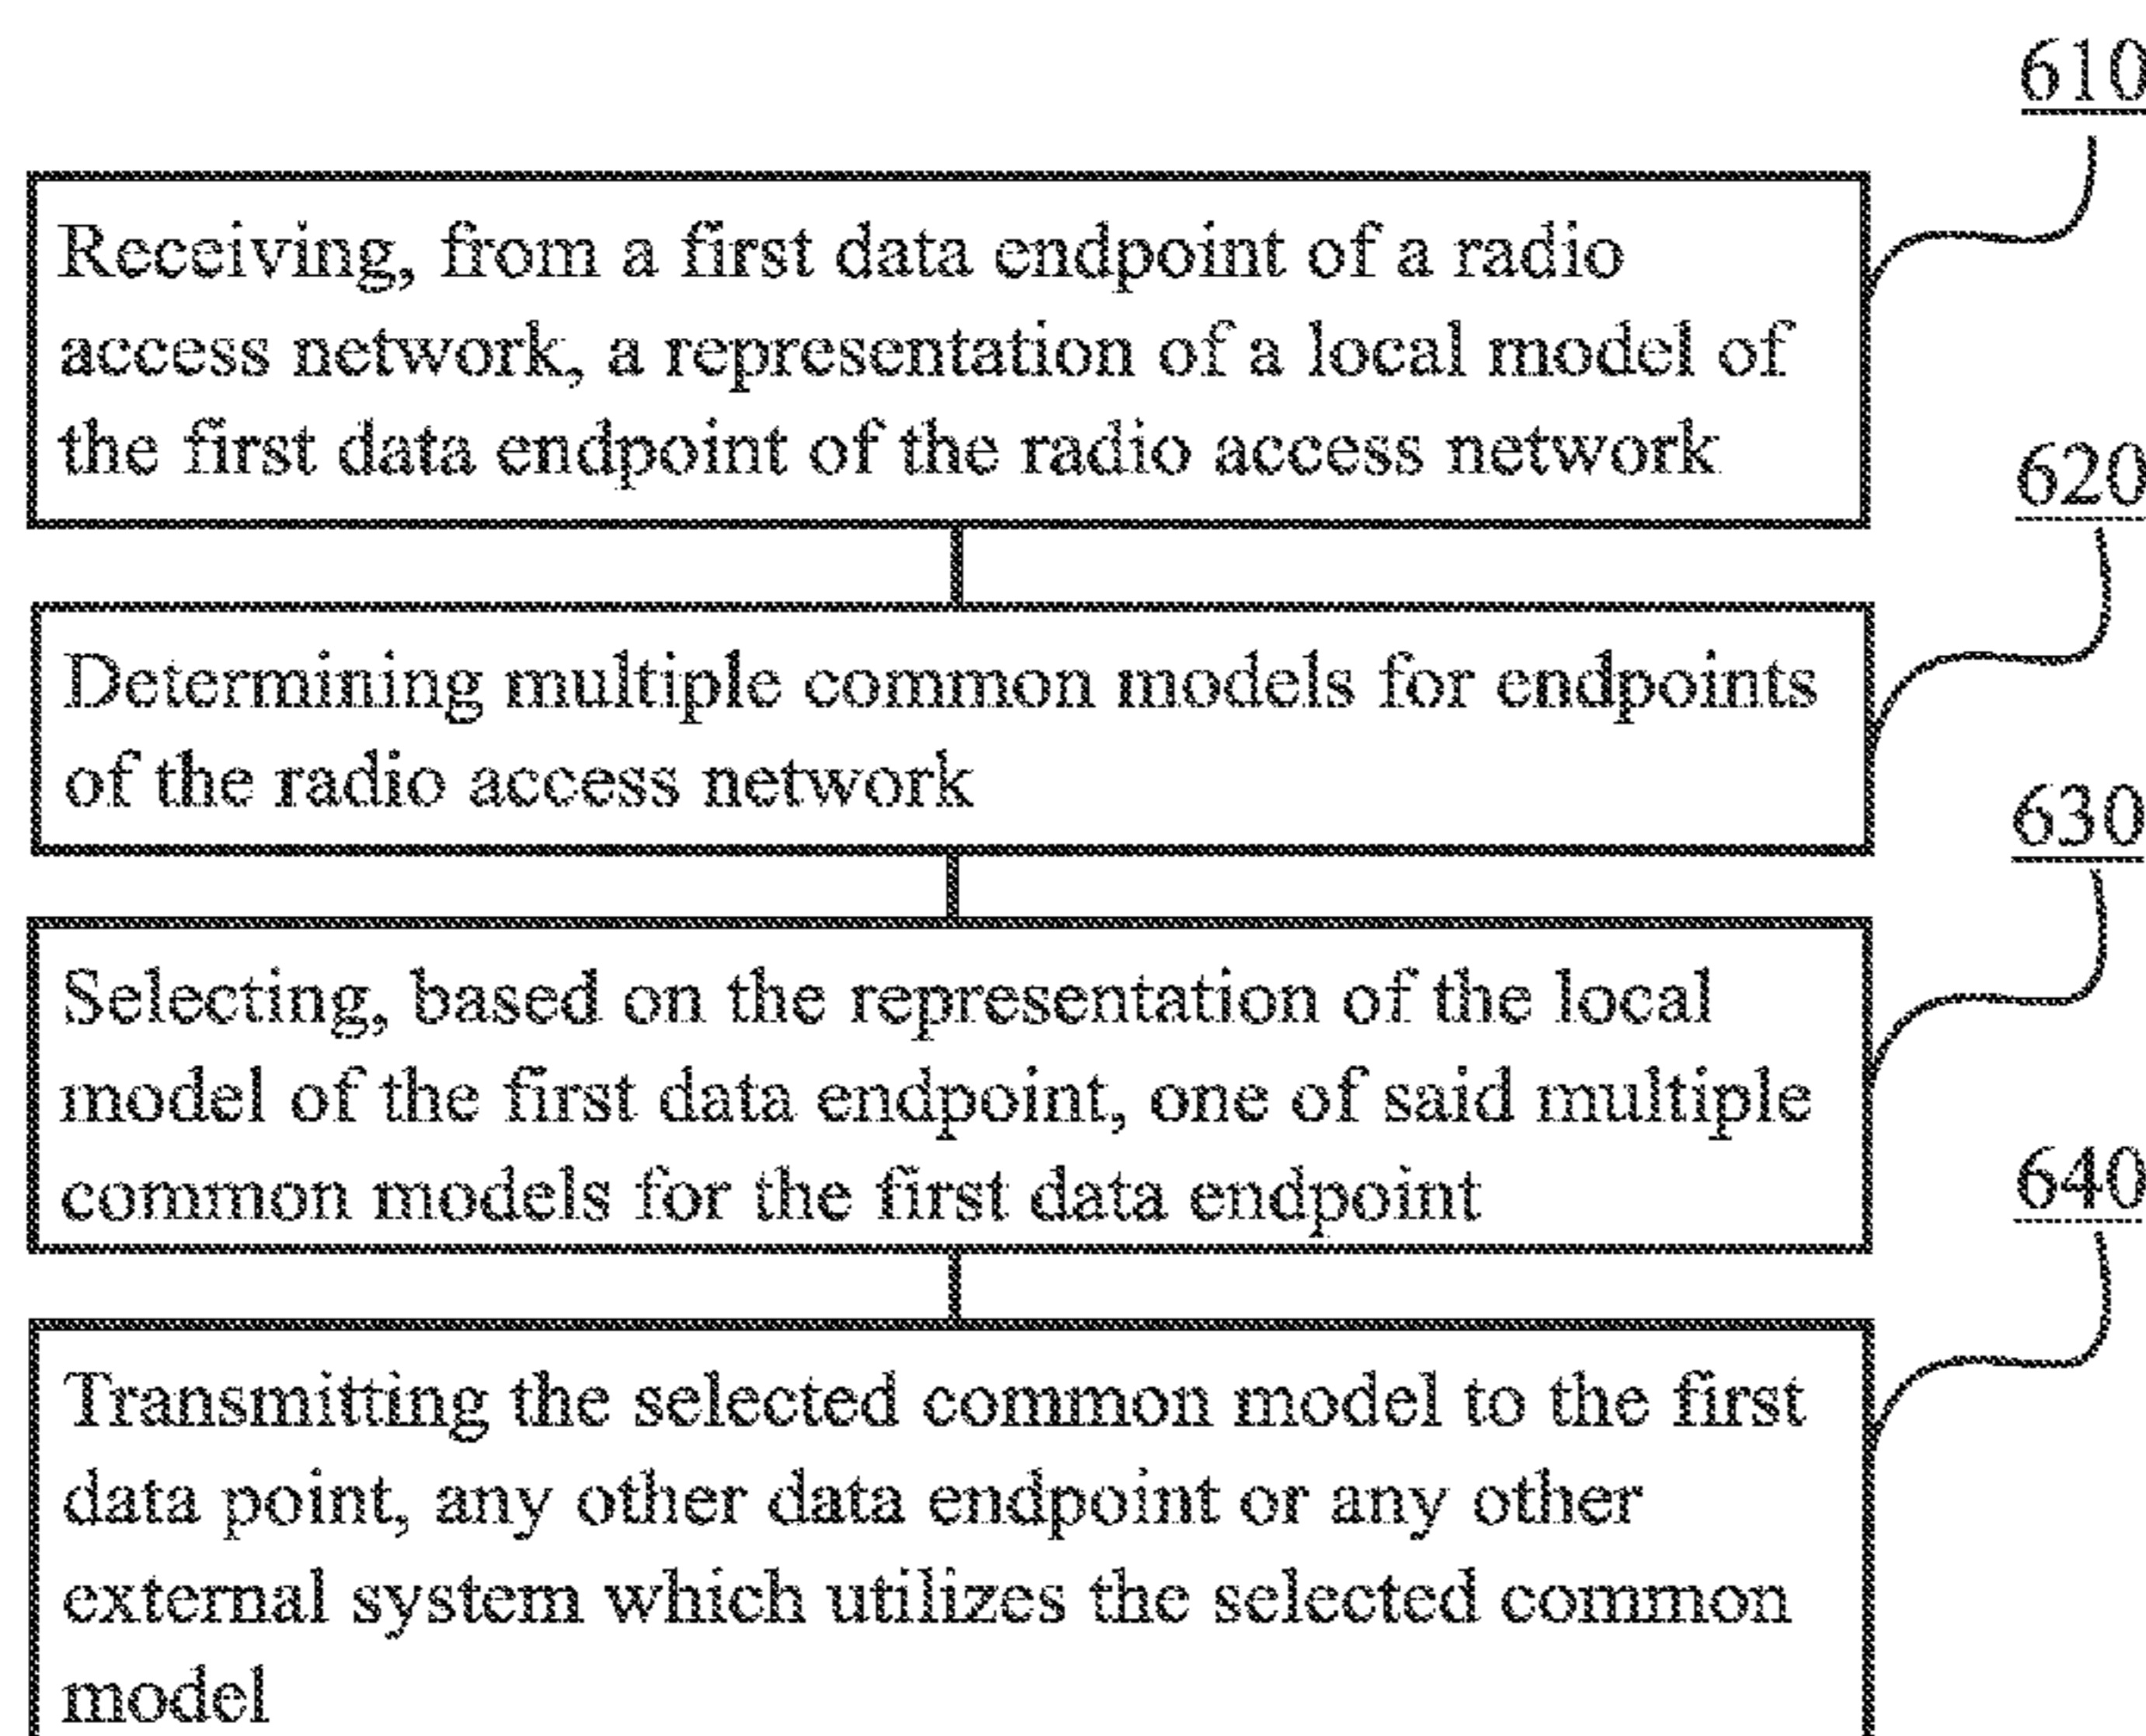 610
Receiving, from a first data endpoint of a radio
access network, a representation of a local model of
the first data endpoint of the radio access network
620
Determining multiple common models for endpoints
of the radio access network
630
Selecting, based on the representation of the local
model of the first data endpoint, one of said multiple
common models for the first data endpoint
640
Transmitting the selected common model to the first
data point, any other data endpoint or any other
external system which utilizes the selected common
model